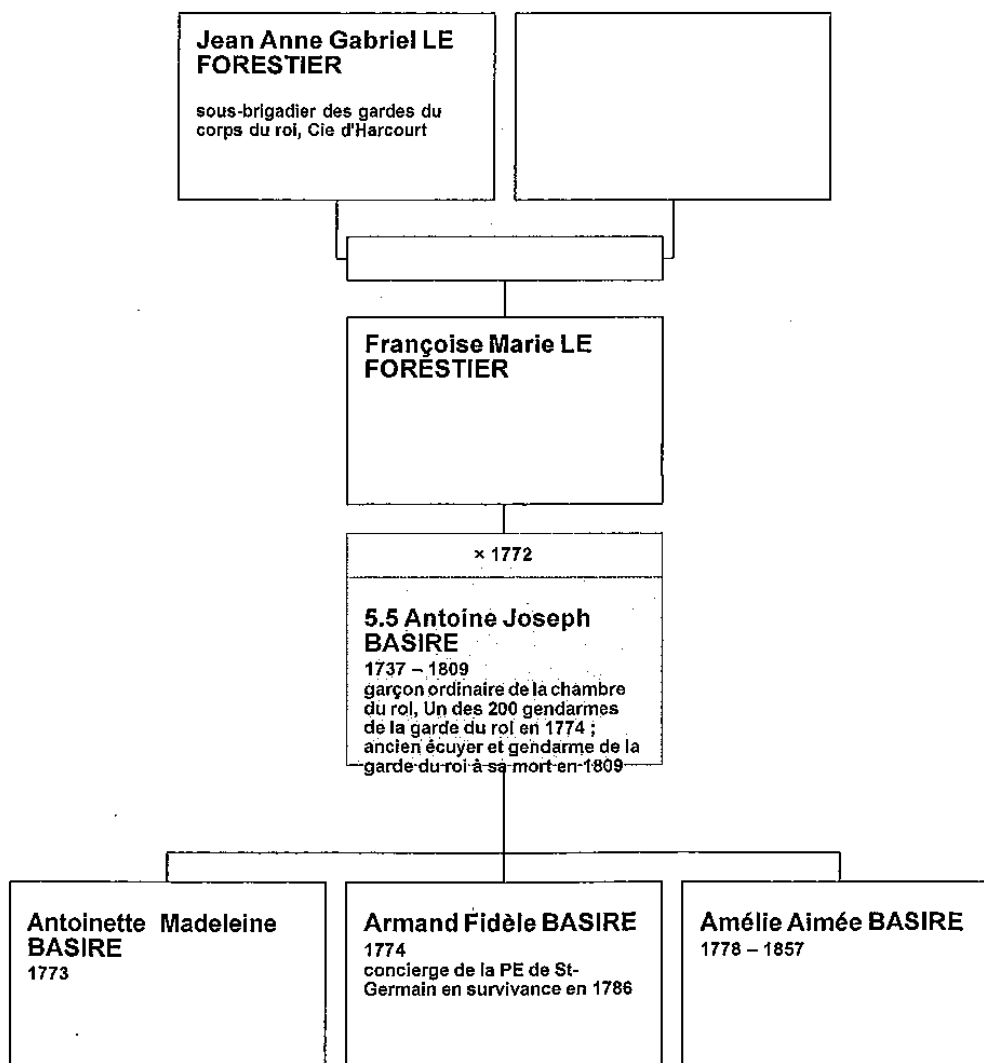 Jean Anne Gabriel LE
FORESTIER
sous-brigadier des gardes du
corps du roi, Cie d'Harcourt
Françoise Marie LE
FORESTIER
× 1772
5.5 Antoine Joseph
BASIRE
1737 – 1809
garçon ordinaire de la chambre
du roi, Un des 200 gendarmes
de la garde du roi en 1774 ;
ancien écuyer et gendarme de la
garde du roi à sa mort en 1809
Antoinette Madeleine
BASIRE
1773
Armand Fidèle BASIRE
1774
concierge de la PE de St-
Germain en survivance en 1786
Amélie Aimée BASIRE
1778 – 1857